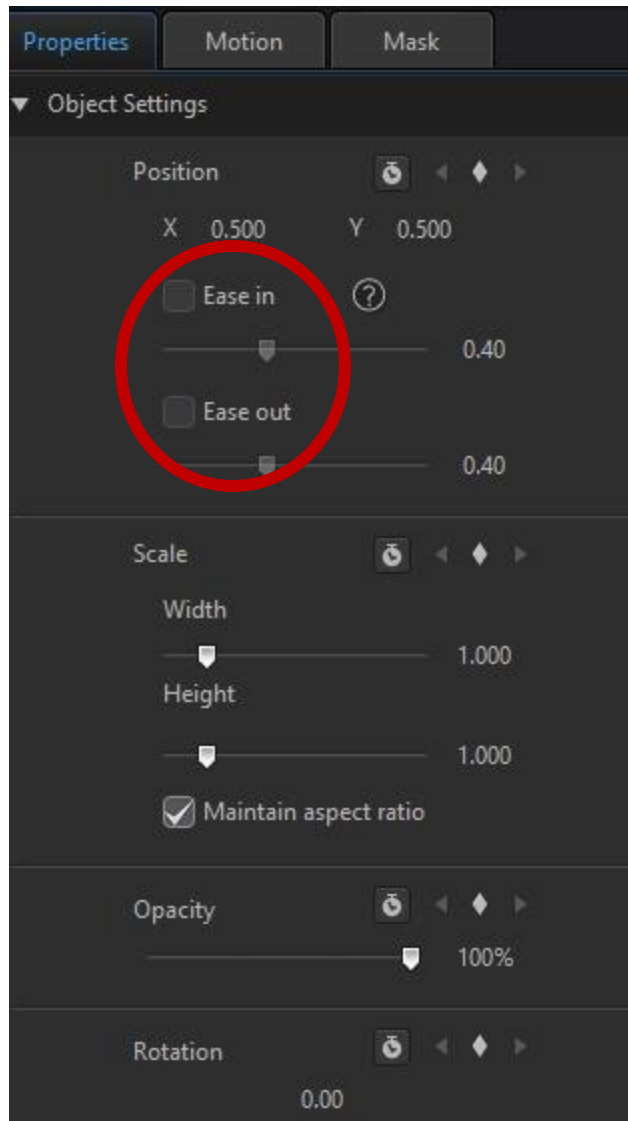 Properties Motion Mask
Object Settings
Position
X 0.500 Y 0.500
Ease in ?
0.40
Ease out
0.40
Scale
Width
1.000
Height
1.000
Maintain aspect ratio
Opacity
100%
Rotation
0.00